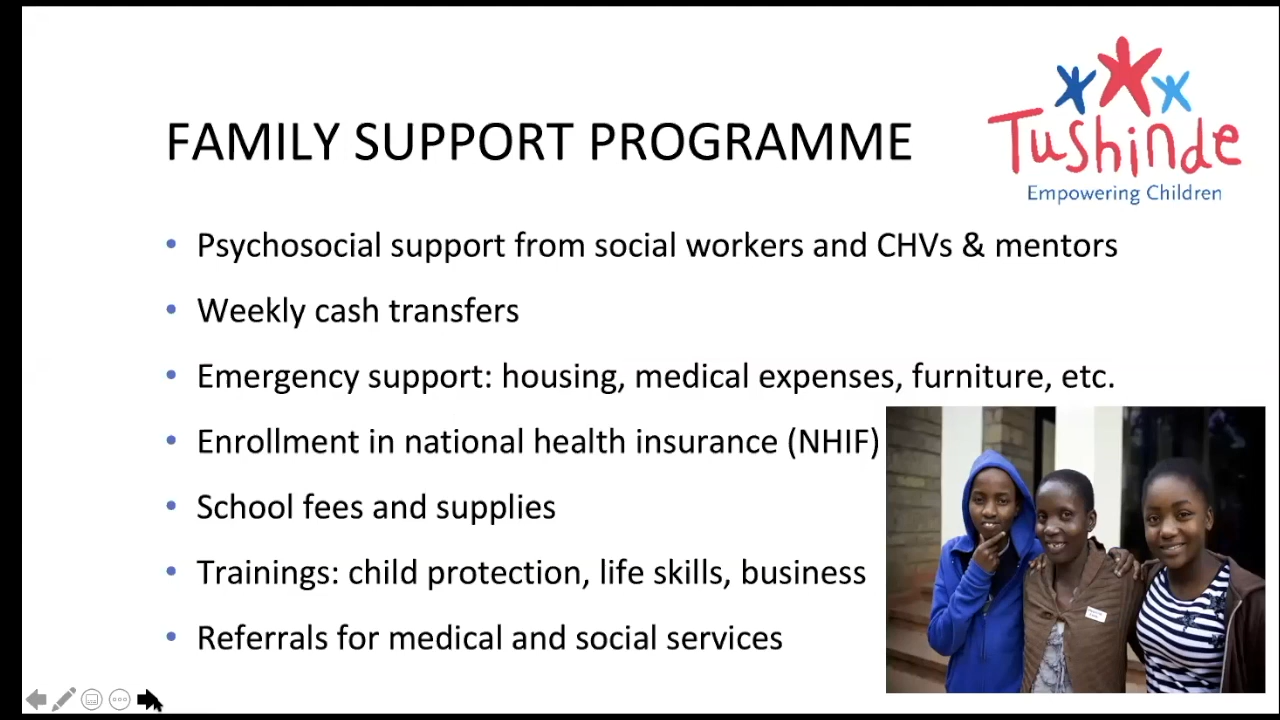 Tushinde
Empowering Children
FAMILY SUPPORT PROGRAMME
• Psychosocial support from social workers and CHVs & mentors
• Weekly cash transfers
• Emergency support: housing, medical expenses, furniture, etc.
• Enrollment in national health insurance (NHIF)
• School fees and supplies
• Trainings: child protection, life skills, business
• Referrals for medical and social services